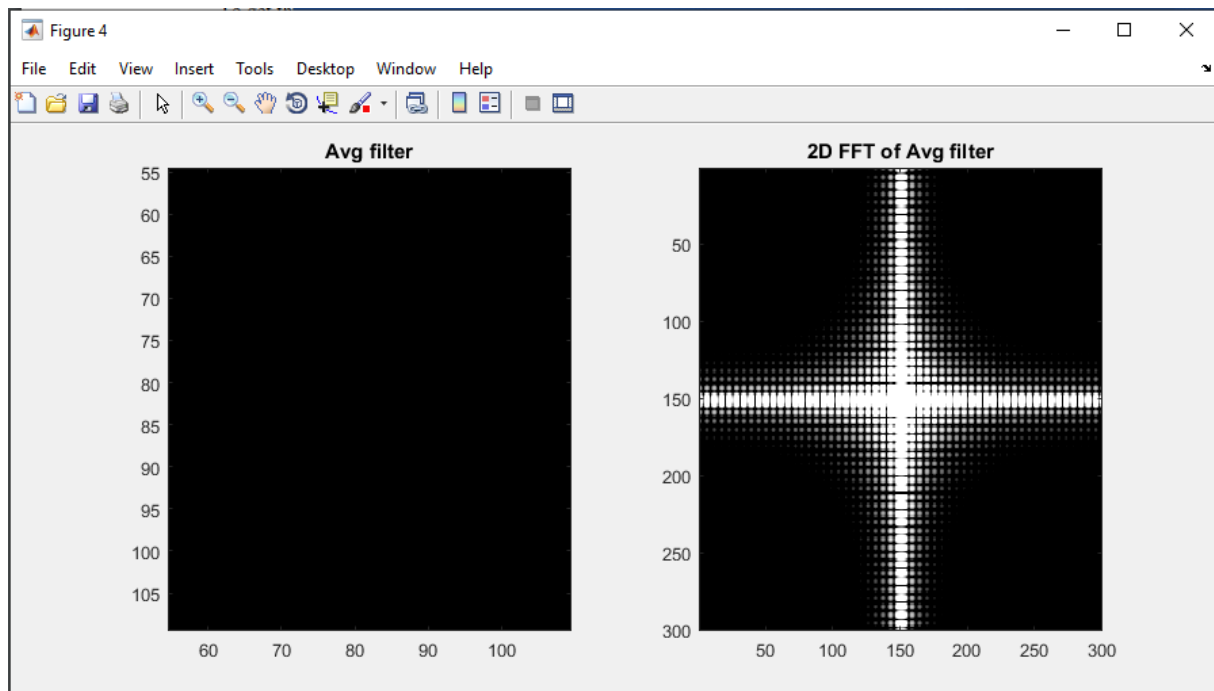 Figure 4
File Edit View Insert Tools Desktop Window Help
Avg filter
55
60
65
70
75
80
85
90
95
100
105
60 70 80 90 100
2D FFT of Avg filter
50
100
150
200
250
300
50 100 150 200 250 300